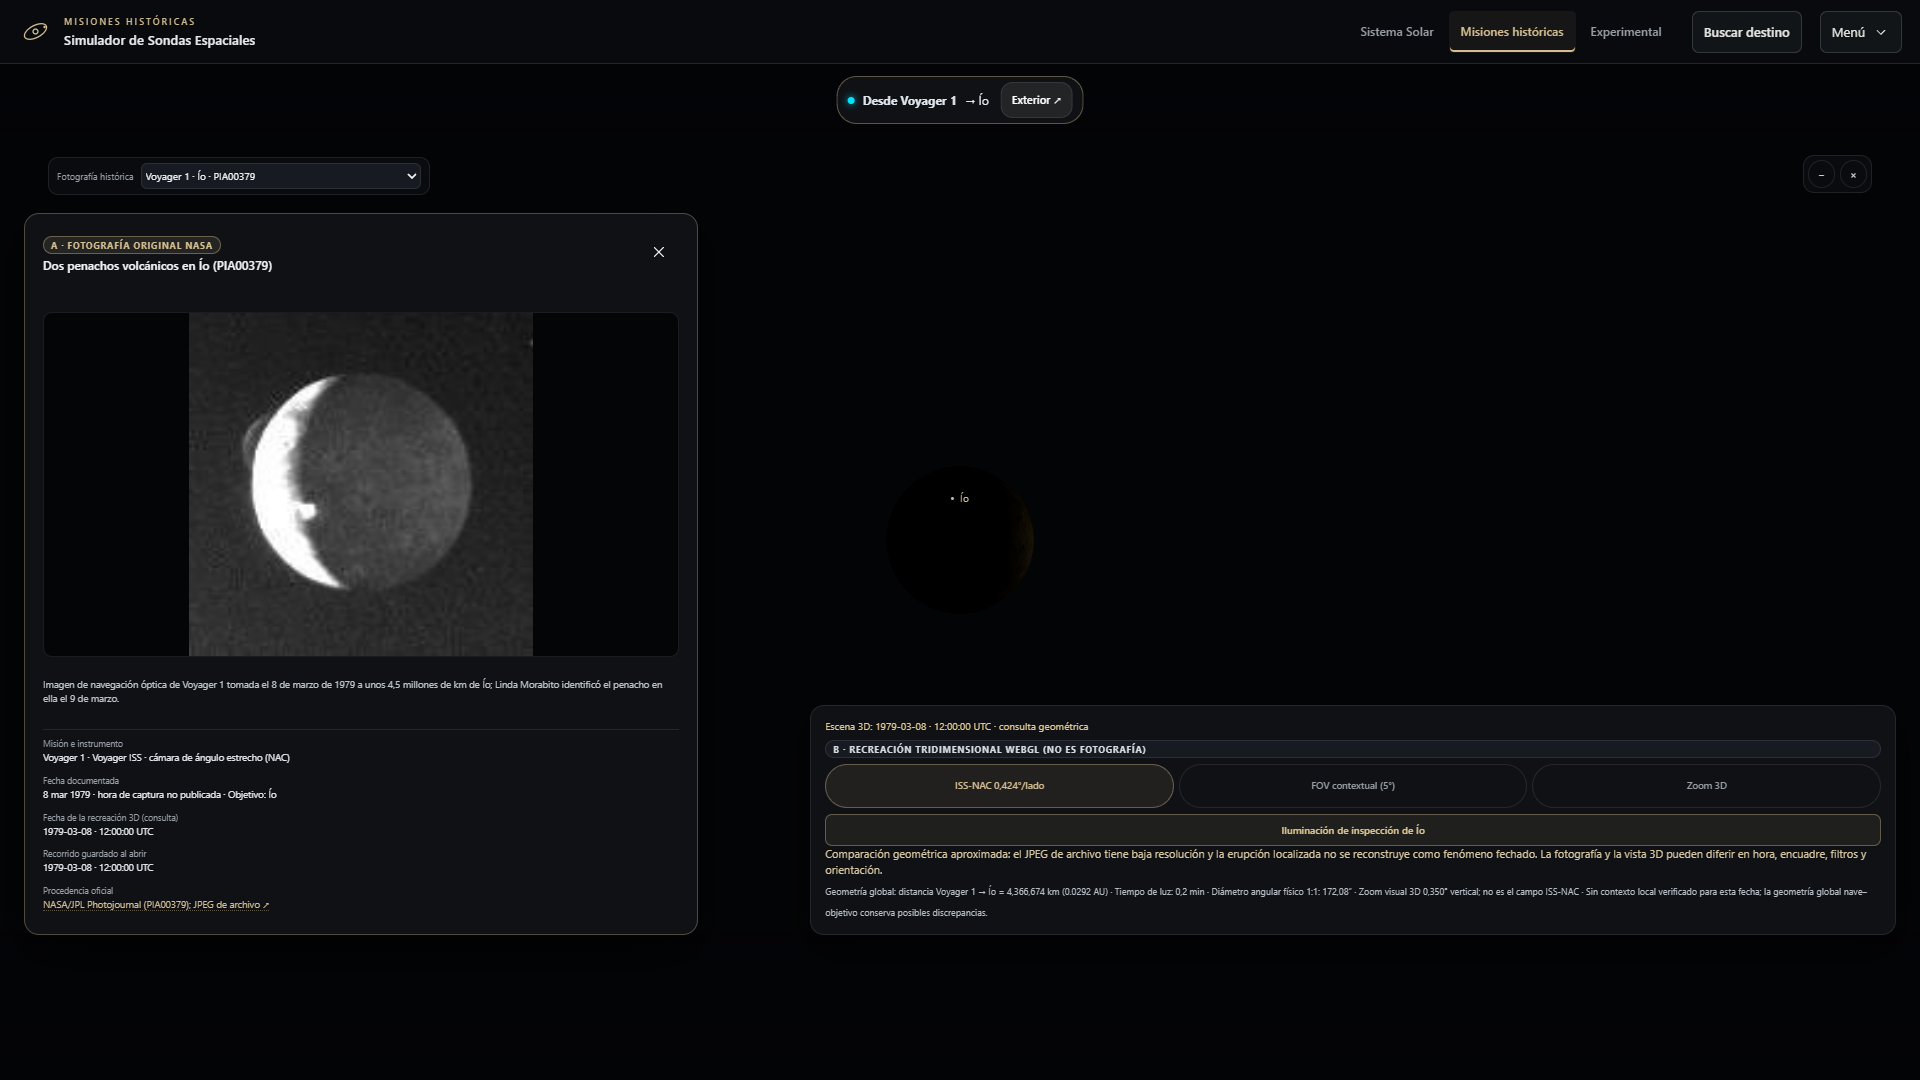 MISIONES HISTÓRICAS
Simulador de Sondas Espaciales
Sistema Solar
Misiones históricas
Experimental
Buscar destino
Menú
Desde Voyager 1 → Ío
Exterior ↗
Fotografía histórica
Voyager 1 · Ío · PIA00379
–
×
A · FOTOGRAFÍA ORIGINAL NASA
Dos penachos volcánicos en Ío (PIA00379)
Imagen de navegación óptica de Voyager 1 tomada el 8 de marzo de 1979 a unos 4,5 millones de km de Ío; Linda Morabito identificó el penacho en
ella el 9 de marzo.
Misión e instrumento
Voyager 1 · Voyager ISS · cámara de ángulo estrecho (NAC)
Fecha documentada
8 mar 1979 · hora de captura no publicada · Objetivo: Ío
Fecha de la recreación 3D (consulta)
1979-03-08 · 12:00:00 UTC
Recorrido guardado al abrir
1979-03-08 · 12:00:00 UTC
Procedencia oficial
NASA/JPL Photojournal (PIA00379); JPEG de archivo ↗
Ío
Escena 3D: 1979-03-08 · 12:00:00 UTC · consulta geométrica
B · RECREACIÓN TRIDIMENSIONAL WEBGL (NO ES FOTOGRAFÍA)
ISS-NAC 0,424°/lado
FOV contextual (5°)
Zoom 3D
Iluminación de inspección de Ío
Comparación geométrica aproximada: el JPEG de archivo tiene baja resolución y la erupción localizada no se reconstruye como fenómeno fechado. La fotografía y la vista 3D pueden diferir en hora, encuadre, filtros y
orientación.
Geometría global: distancia Voyager 1 → Ío = 4,366,674 km (0.0292 AU) · Tiempo de luz: 0,2 min · Diámetro angular físico 1:1: 172,08″ · Zoom visual 3D 0,350° vertical; no es el campo ISS-NAC · Sin contexto local verificado para esta fecha; la geometría global nave–
objetivo conserva posibles discrepancias.